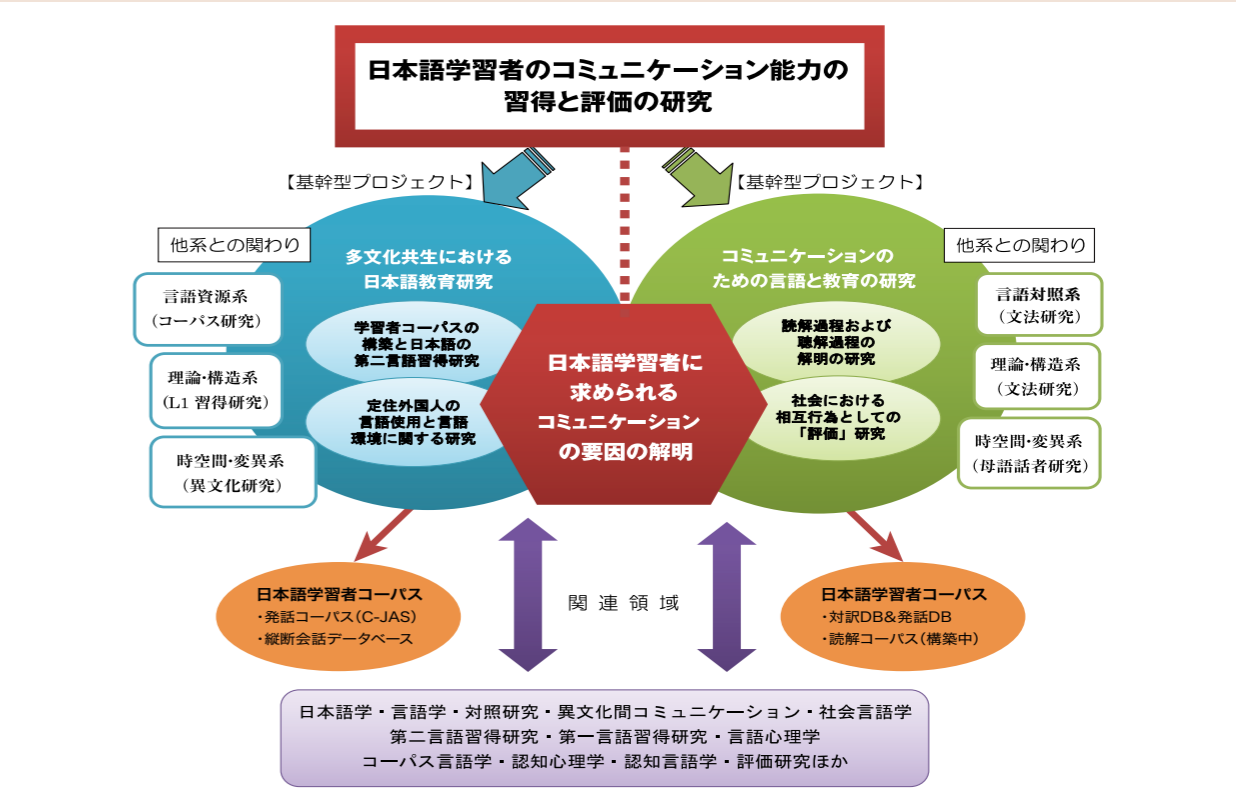 日本語学習者のコミュニケーション能力の
習得と評価の研究
【基幹型プロジェクト】
【基幹型プロジェクト】
他系との関わり
言語資源系
(コーパス研究)
理論・構造系
(L1 習得研究)
時空間・変異系
(異文化研究)
多文化共生における
日本語教育研究
学習者コーパスの
構築と日本語の
第二言語習得研究
定住外国人の
言語使用と言語
環境に関する研究
日本語学習者に
求められる
コミュニケーション
の要因の解明
コミュニケーションの
ための言語と教育の研究
読解過程および
聴解過程の
解明の研究
社会における
相互行為としての
「評価」研究
他系との関わり
言語対照系
(文法研究)
理論・構造系
(文法研究)
時空間・変異系
(母語話者研究)
日本語学習者コーパス
・発話コーパス(C-JAS)
・縦断会話データベース
関連領域
日本語学習者コーパス
・対訳DB&発話DB
・読解コーパス(構築中)
日本語学・言語学・対照研究・異文化間コミュニケーション・社会言語学
第二言語習得研究・第一言語習得研究・言語心理学
コーパス言語学・認知心理学・認知言語学・評価研究ほか